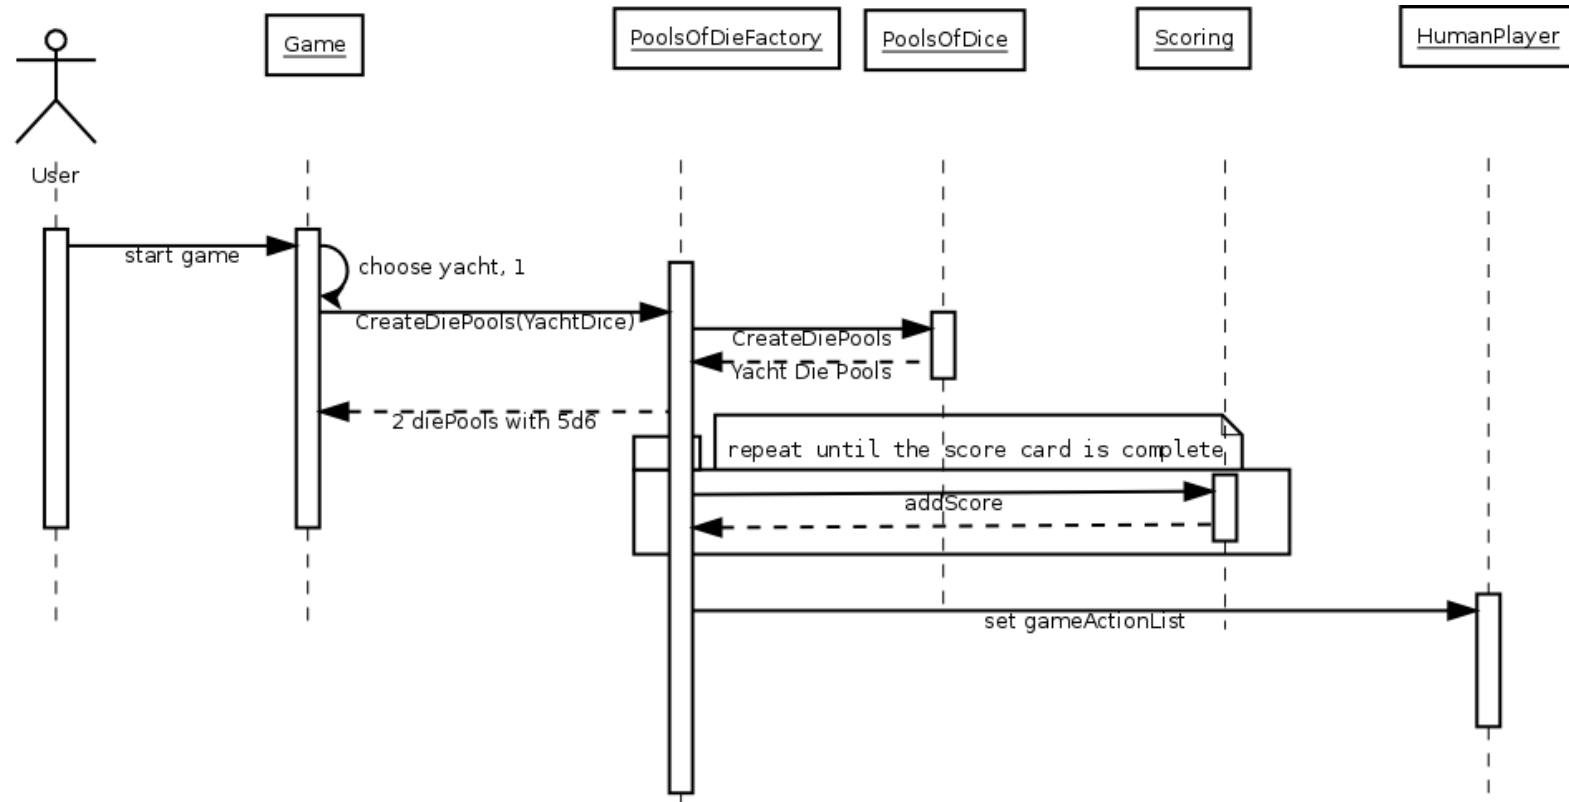 Game
PoolsOfDieFactory
PoolsOfDice
Scoring
HumanPlayer
User
start game
choose yacht, 1
CreateDiePools(YachtDice)
CreateDiePools
Yacht Die Pools
2 diePools with 5d6
repeat until the score card is complete
addScore
set gameActionList